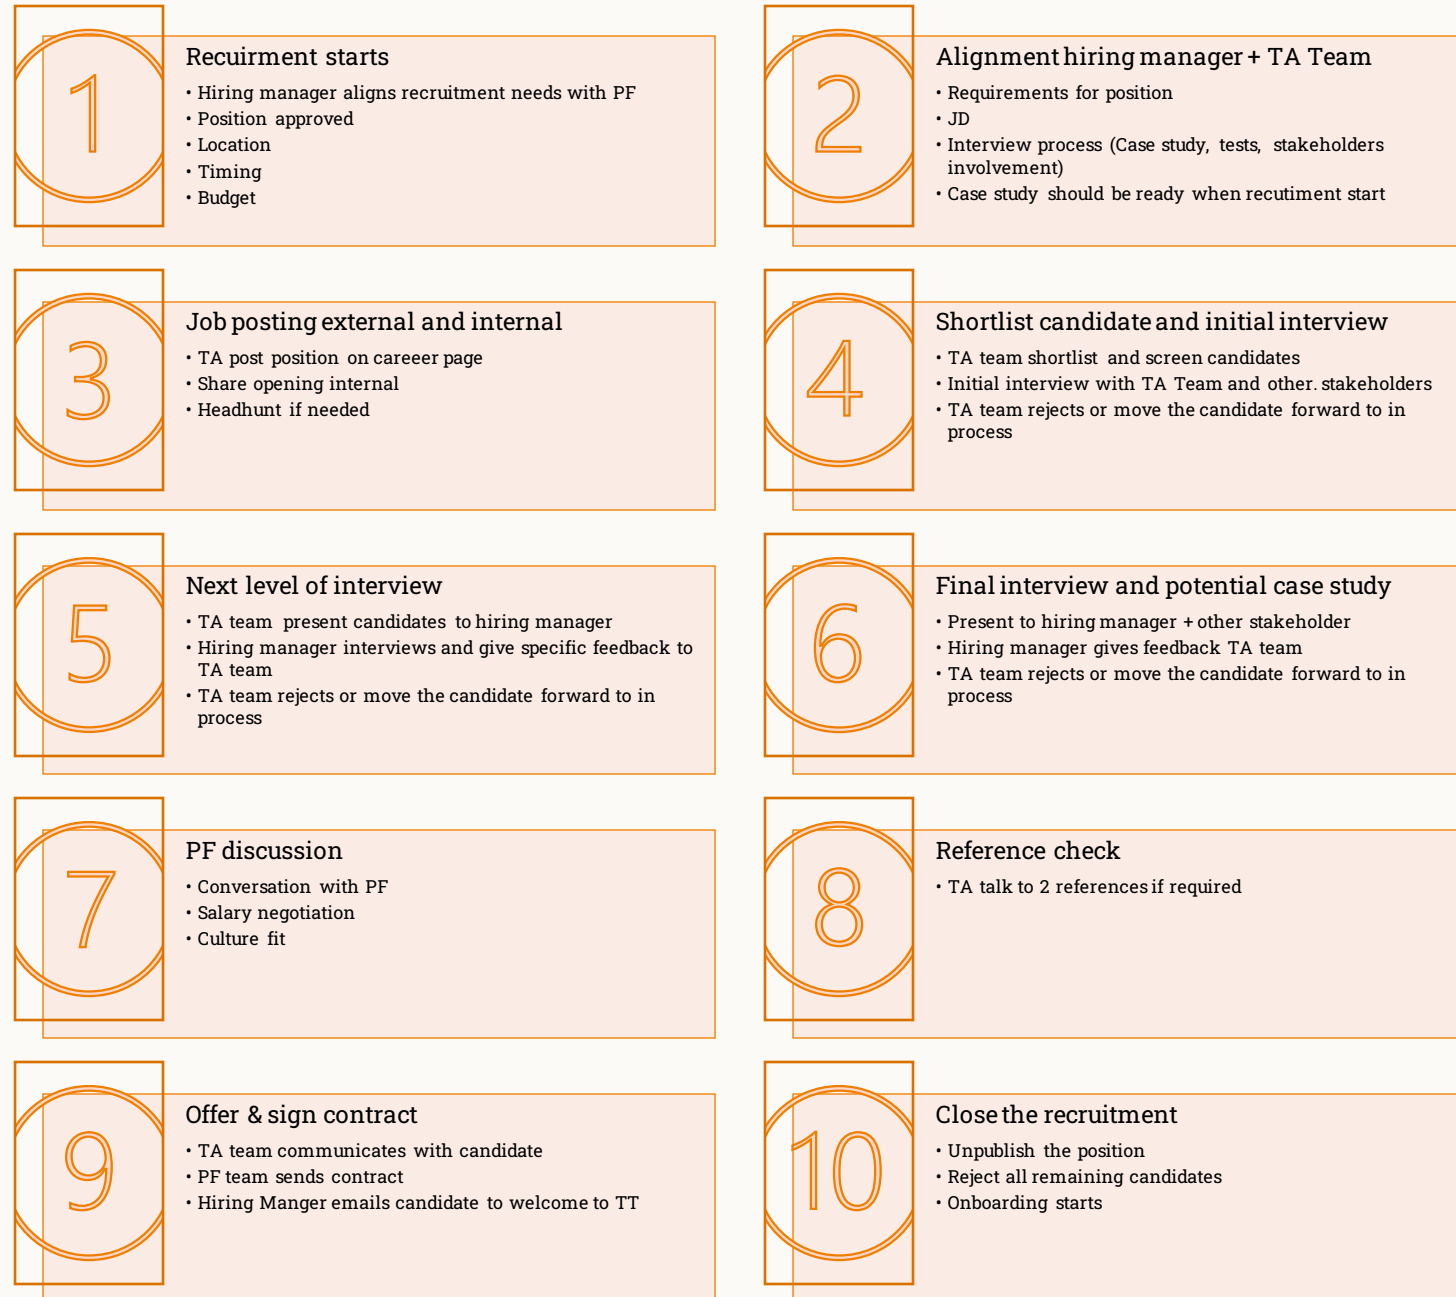 1
Recuirment starts
• Hiring manager aligns recruitment needs with PF
• Position approved
• Location
• Timing
• Budget
2
Alignment hiring manager + TA Team
• Requirements for position
• JD
• Interview process (Case study, tests, stakeholders
involvement)
• Case study should be ready when recutiment start
3
Job posting external and internal
• TA post position on careeer page
• Share opening internal
• Headhunt if needed
4
Shortlist candidate and initial interview
• TA team shortlist and screen candidates
• Initial interview with TA Team and other. stakeholders
• TA team rejects or move the candidate forward to in
process
5
Next level of interview
• TA team present candidates to hiring manager
• Hiring manager interviews and give specific feedback to
TA team
• TA team rejects or move the candidate forward to in
process
6
Final interview and potential case study
• Present to hiring manager + other stakeholder
• Hiring manager gives feedback TA team
• TA team rejects or move the candidate forward to in
process
7
PF discussion
• Conversation with PF
• Salary negotiation
• Culture fit
8
Reference check
• TA talk to 2 references if required
9
Offer & sign contract
• TA team communicates with candidate
• PF team sends contract
• Hiring Manger emails candidate to welcome to TT
10
Close the recruitment
• Unpublish the position
• Reject all remaining candidates
• Onboarding starts